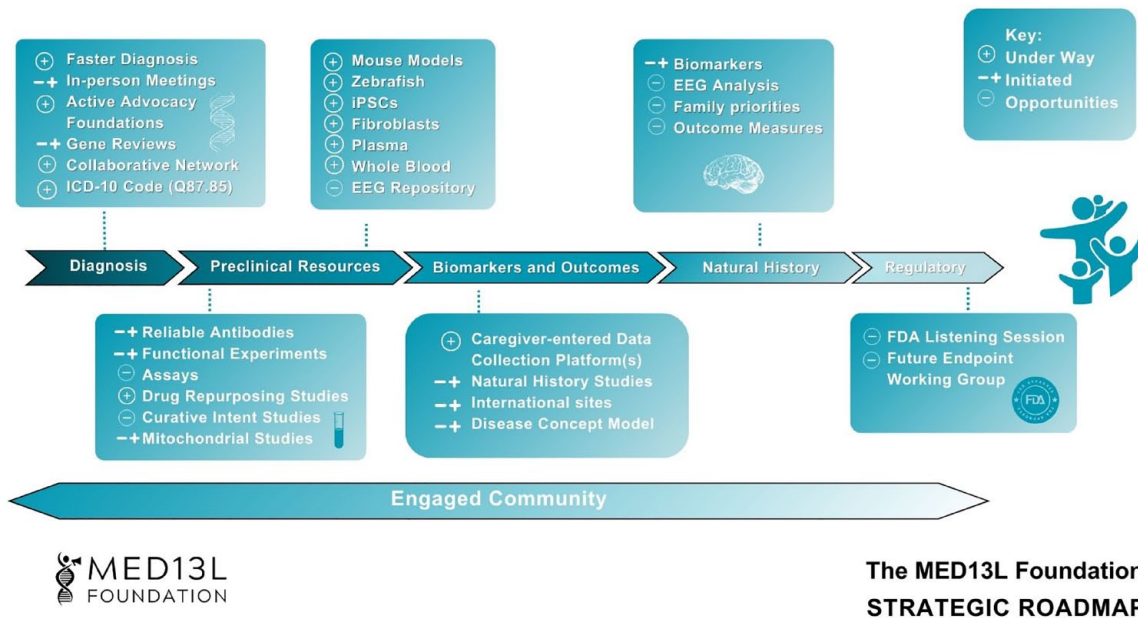 Faster Diagnosis
-+ In-person Meetings
Active Advocacy
Foundations
-+ Gene Reviews
Collaborative Network
ICD-10 Code (Q87.85)
Mouse Models
Zebrafish
iPSCs
Fibroblasts
Plasma
Whole Blood
EEG Repository
-+ Biomarkers
EEG Analysis
Family priorities
Outcome Measures
Key:
Under Way
-+ Initiated
Opportunities
Diagnosis
Preclinical Resources
Biomarkers and Outcomes
Natural History
Regulatory
-+ Reliable Antibodies
-+ Functional Experiments
Assays
Drug Repurposing Studies
Curative Intent Studies
-+ Mitochondrial Studies
Caregiver-entered Data
Collection Platform(s)
-+ Natural History Studies
-+ International sites
-+ Disease Concept Model
FDA Listening Session
Future Endpoint
Working Group
FDA
Engaged Community
MED13L
FOUNDATION
The MED13L Foundation
STRATEGIC ROADMAP